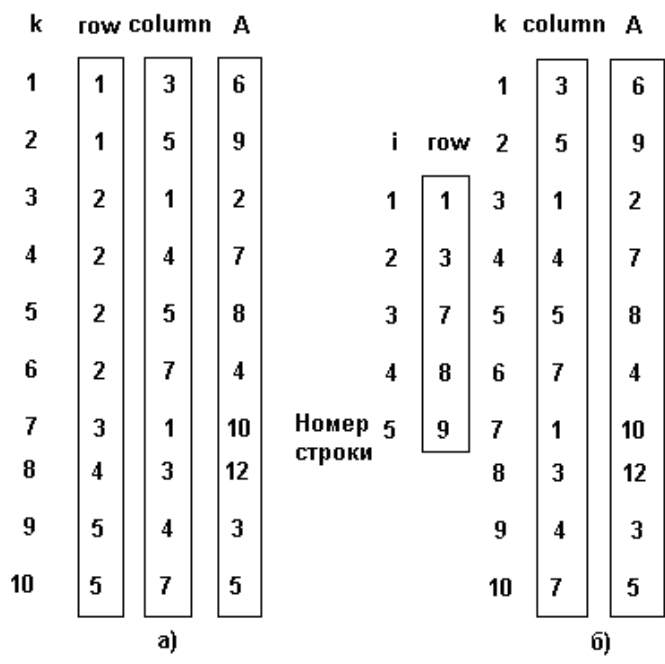 k row column A k column A
1 1 3 6 1 3 6
2 1 5 9 i row 2 5 9
3 2 1 2 1 1 3 1 2
4 2 4 7 2 3 4 4 7
5 2 5 8 3 7 5 5 8
6 2 7 4 4 8 6 7 4
7 3 1 10 Номер 5 9 7 1 10
строки
8 4 3 12 8 3 12
9 5 4 3 9 4 3
10 5 7 5 10 7 5
а) б)